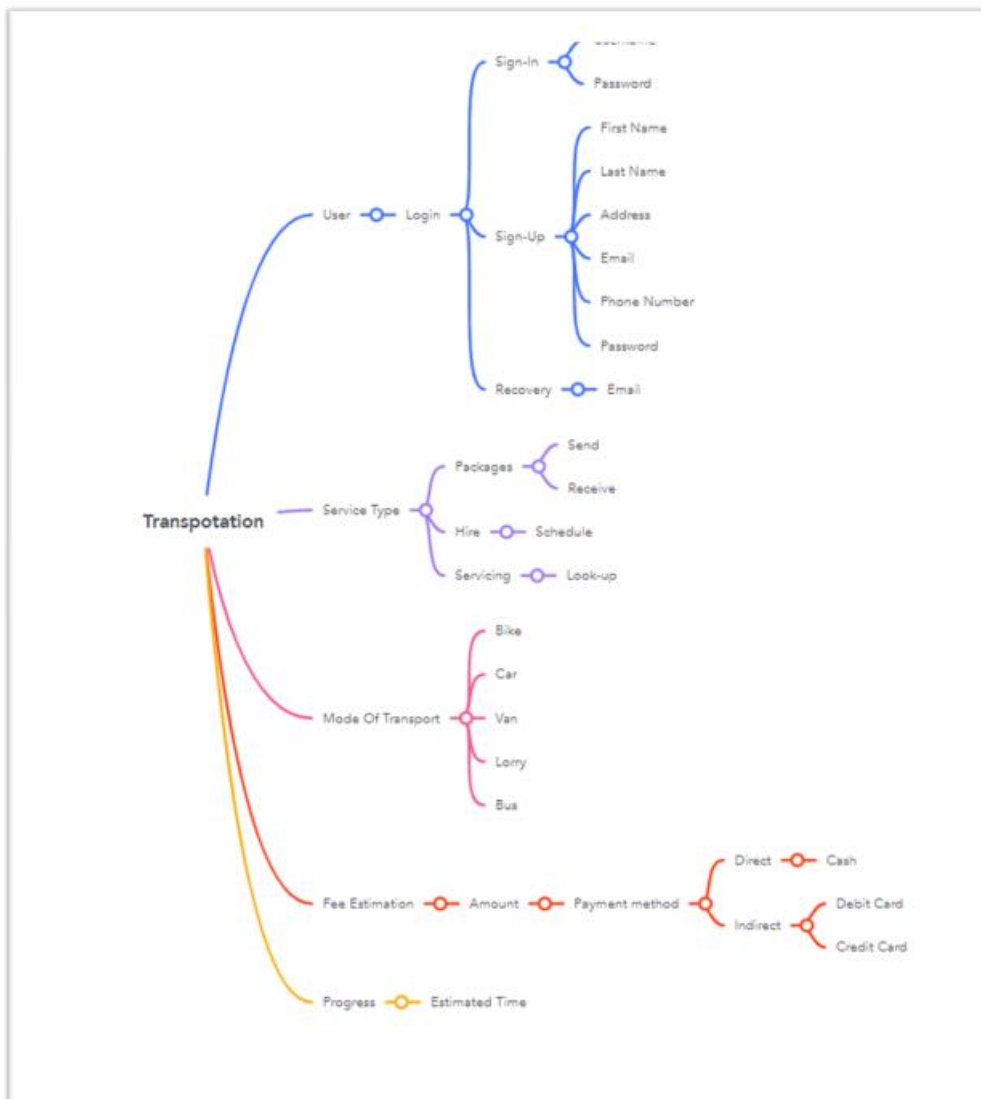 Sign-In
Password
First Name
Last Name
User
Login
Address
Sign-Up
Email
Phone Number
Password
Recovery
Email
Send
Packages
Receive
Transpotation
Service Type
Hire
Schedule
Servicing
Look-up
Bike
Car
Mode Of Transport
Van
Lorry
Bus
Direct
Cash
Fee Estimation
Amount
Payment method
Debit Card
Indirect
Credit Card
Progress
Estimated Time